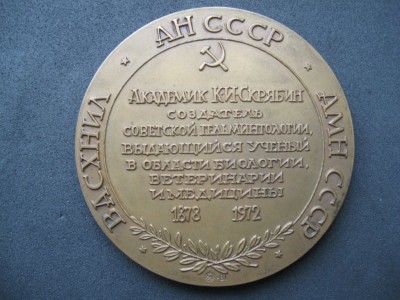 ВАСХНИЛ * АН СССР * АМН СССР
Академик К.И.Скрябин
СОЗДАТЕЛЬ
СОВЕТСКОЙ ГЕЛЬМИНТОЛОГИИ,
ВЫДАЮЩИЙСЯ УЧЕНЫЙ
В ОБЛАСТИ БИОЛОГИИ,
ВЕТЕРИНАРИИ
И МЕДИЦИНЫ
1878 1972